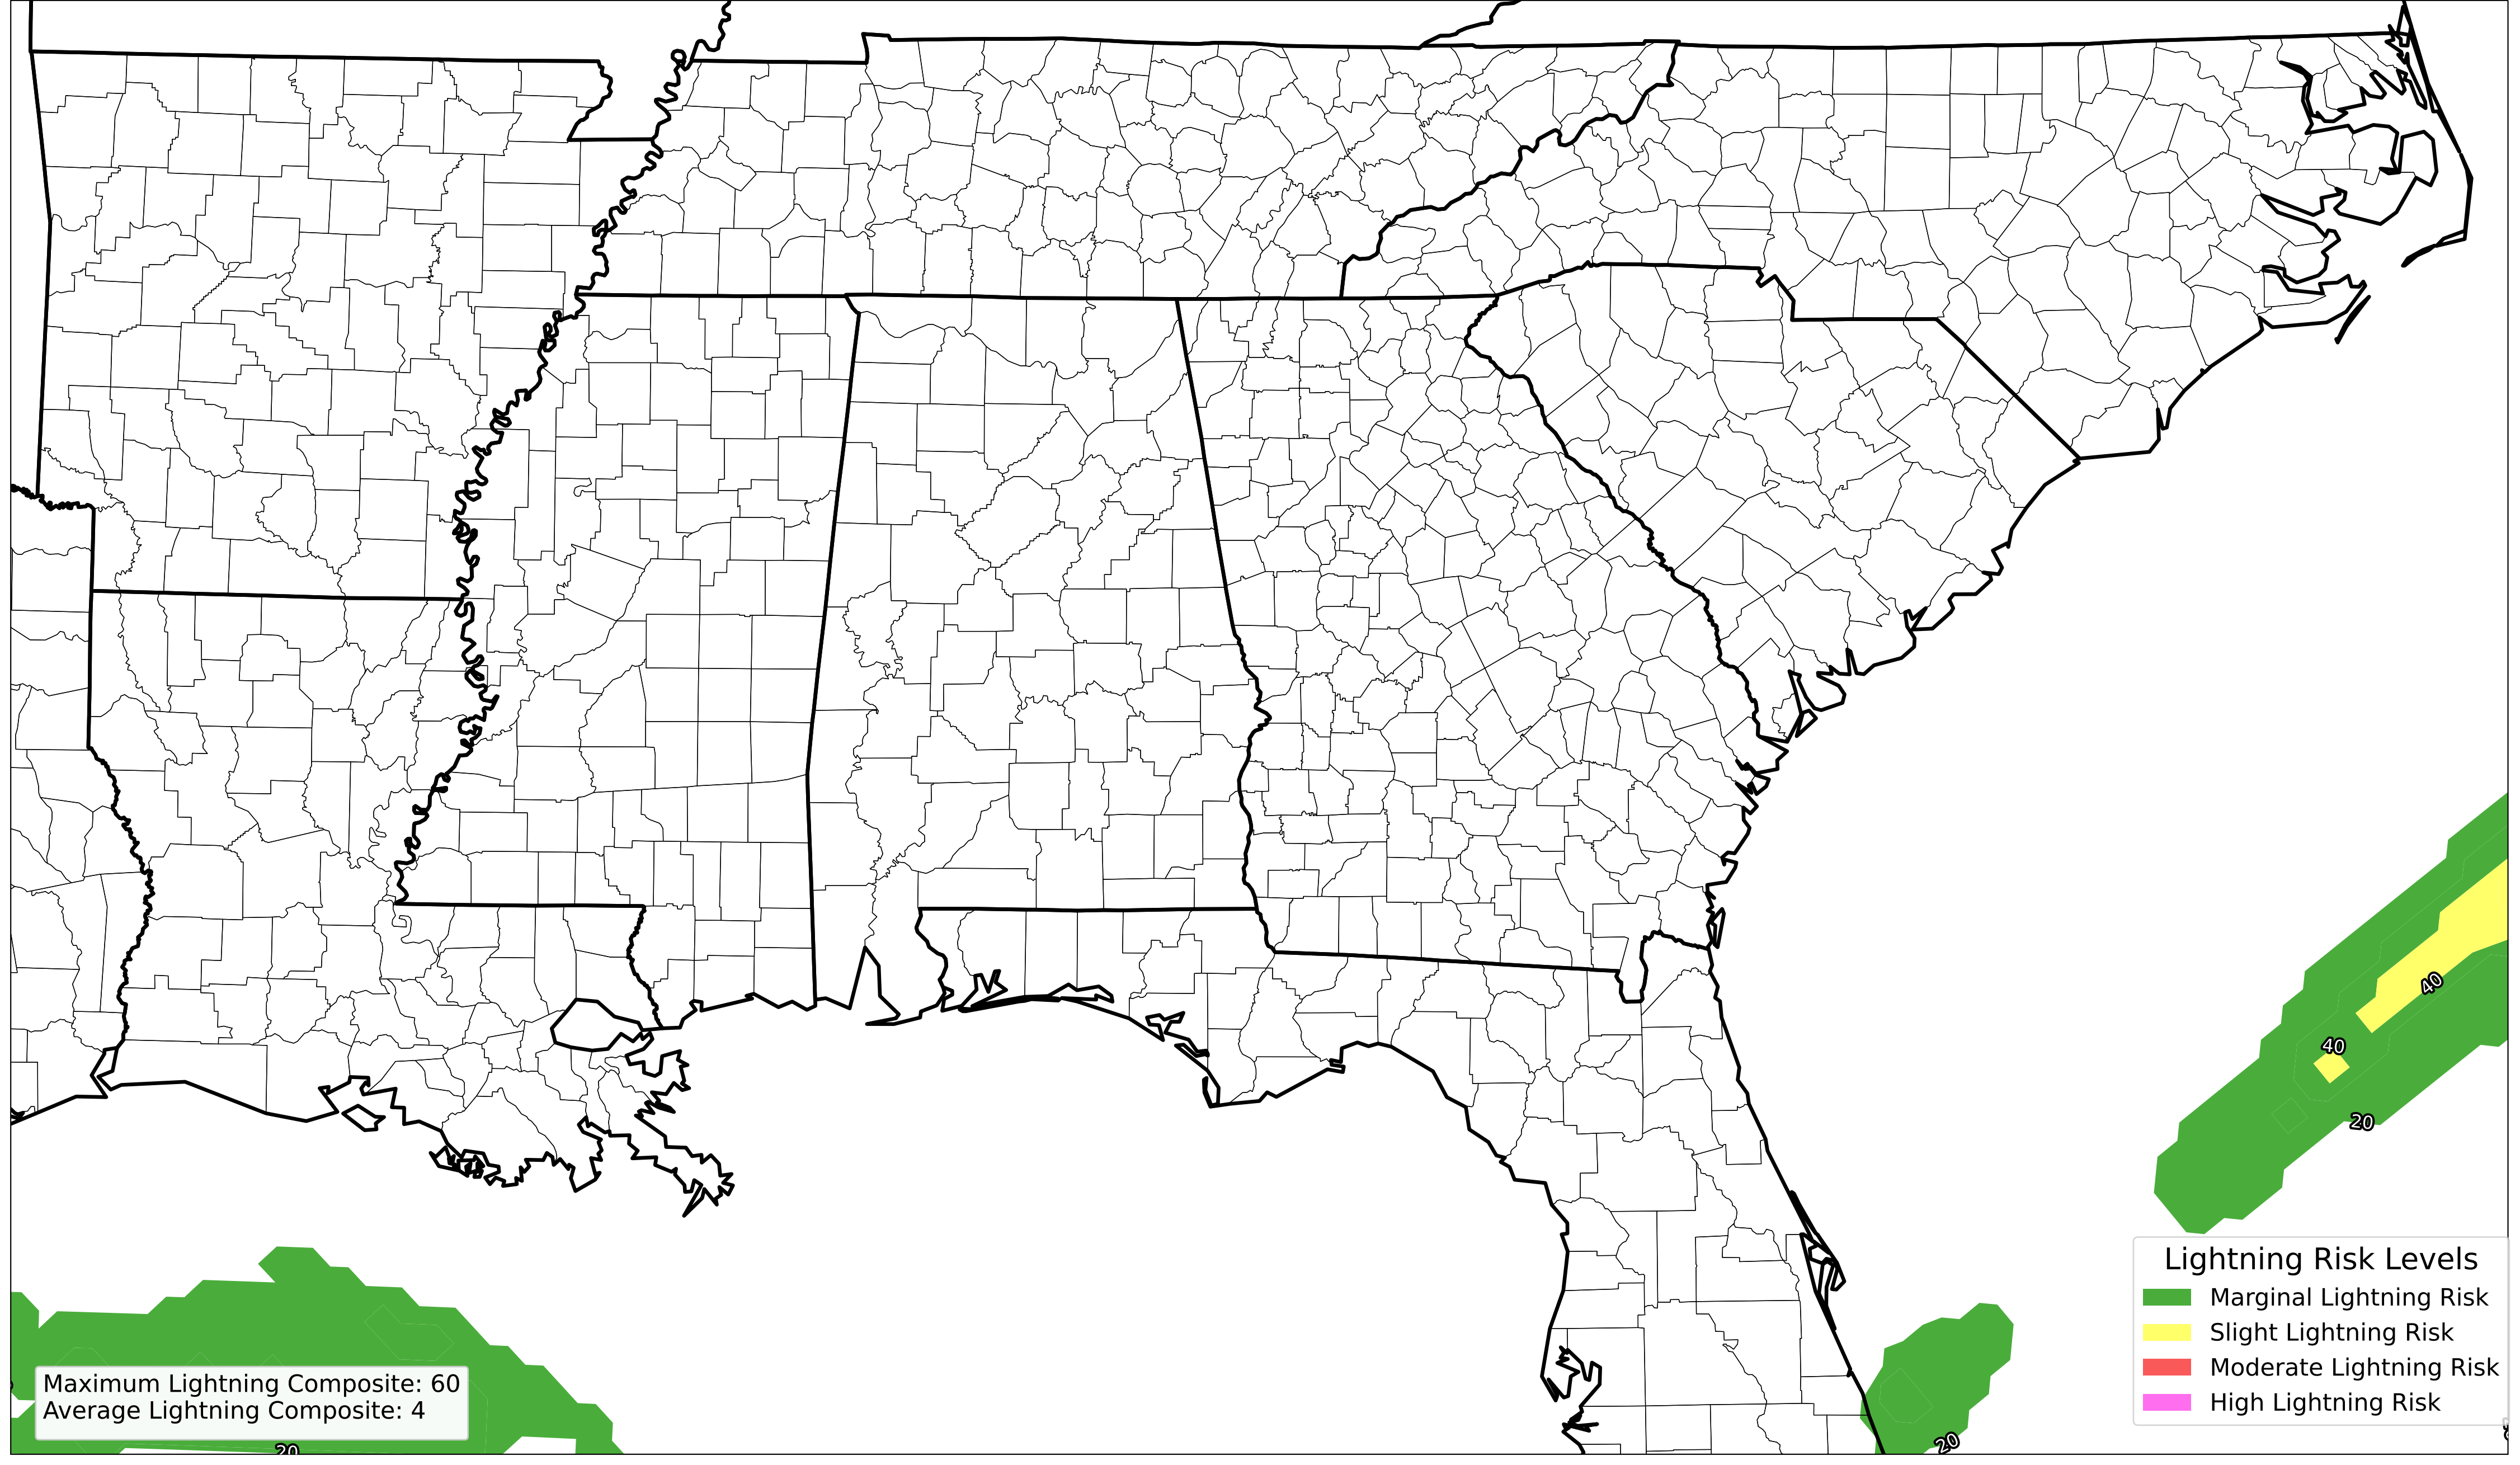 40
40
20
Lightning Risk Levels
Marginal Lightning Risk
Slight Lightning Risk
Moderate Lightning Risk
High Lightning Risk
Maximum Lightning Composite: 60
Average Lightning Composite: 4
20
20